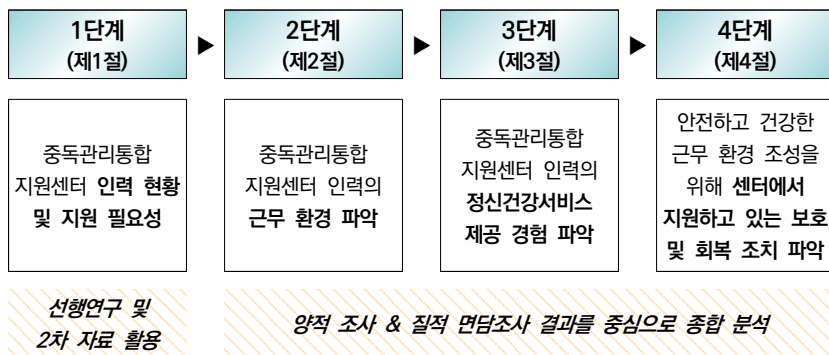 1단계
(제1절)
▶
2단계
(제2절)
▶
3단계
(제3절)
▶
4단계
(제4절)
중독관리통합
지원센터 인력 현황
및 지원 필요성
중독관리통합
지원센터 인력의
근무 환경 파악
중독관리통합
지원센터 인력의
정신건강서비스
제공 경험 파악
안전하고 건강한
근무 환경 조성을
위해 센터에서
지원하고 있는 보호
및 회복 조치 파악
선행연구 및
2차 자료 활용
양적 조사 & 질적 면담조사 결과를 중심으로 종합 분석